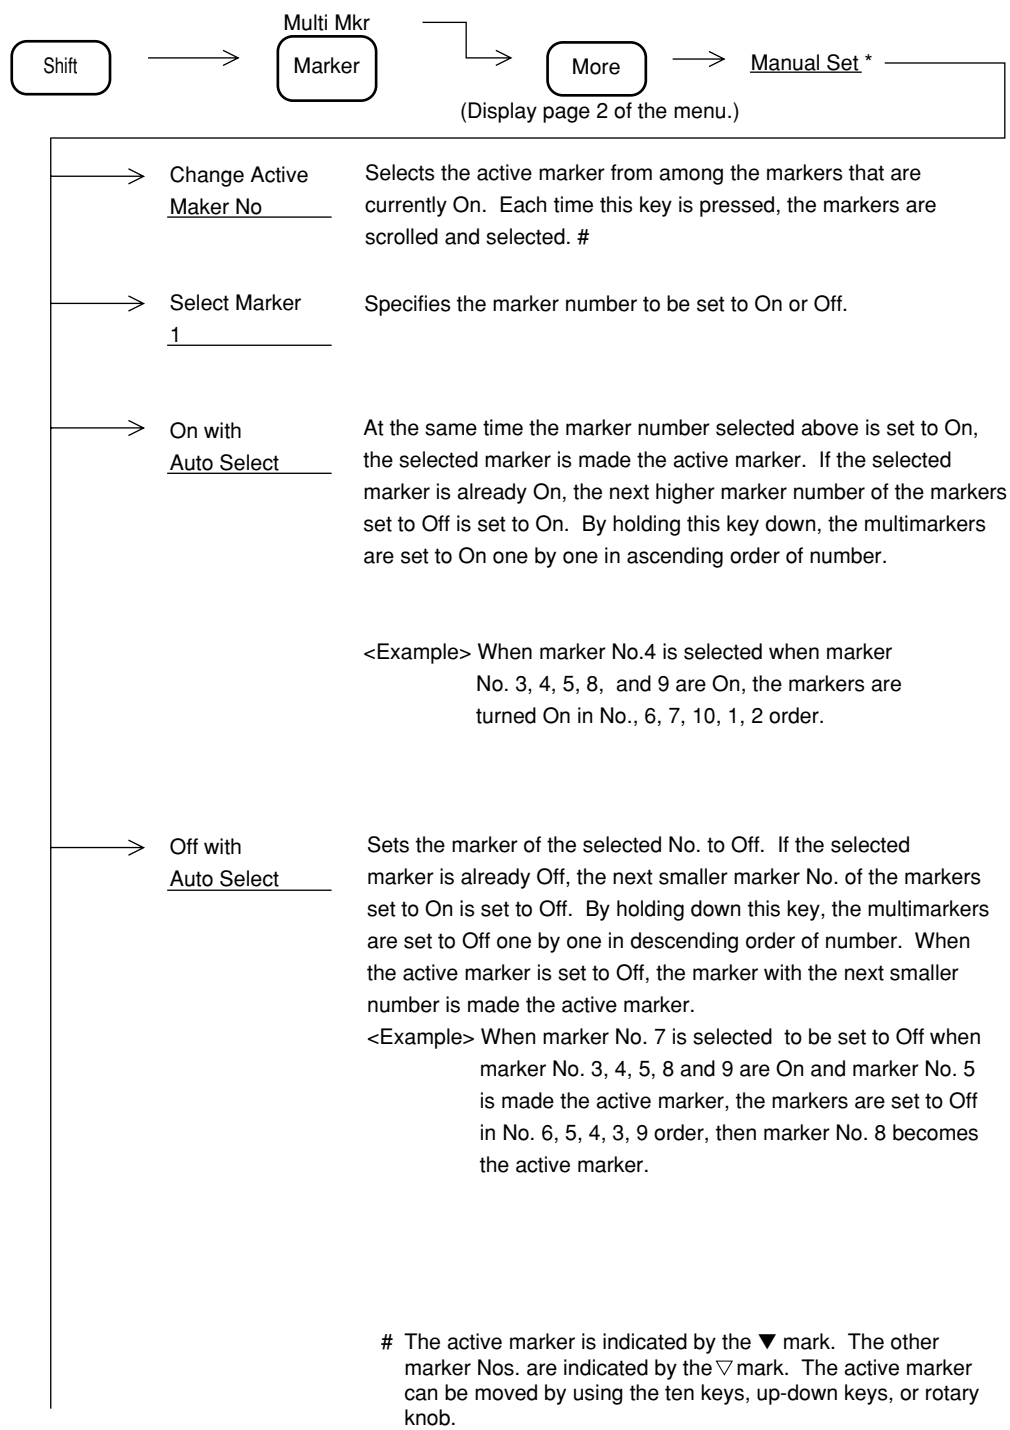 Multi Mkr
Shift
Marker
More
Manual Set *
(Display page 2 of the menu.)
Change Active
Maker No
Selects the active marker from among the markers that are
currently On. Each time this key is pressed, the markers are
scrolled and selected. #
Select Marker
1
Specifies the marker number to be set to On or Off.
On with
Auto Select
At the same time the marker number selected above is set to On,
the selected marker is made the active marker. If the selected
marker is already On, the next higher marker number of the markers
set to Off is set to On. By holding this key down, the multimarkers
are set to On one by one in ascending order of number.
<Example> When marker No.4 is selected when marker
No. 3, 4, 5, 8, and 9 are On, the markers are
turned On in No., 6, 7, 10, 1, 2 order.
Off with
Auto Select
Sets the marker of the selected No. to Off. If the selected
marker is already Off, the next smaller marker No. of the markers
set to On is set to Off. By holding down this key, the multimarkers
are set to Off one by one in descending order of number. When
the active marker is set to Off, the marker with the next smaller
number is made the active marker.
<Example> When marker No. 7 is selected to be set to Off when
marker No. 3, 4, 5, 8 and 9 are On and marker No. 5
is made the active marker, the markers are set to Off
in No. 6, 5, 4, 3, 9 order, then marker No. 8 becomes
the active marker.
# The active marker is indicated by the ▼ mark. The other
marker Nos. are indicated by the ▽ mark. The active marker
can be moved by using the ten keys, up-down keys, or rotary
knob.